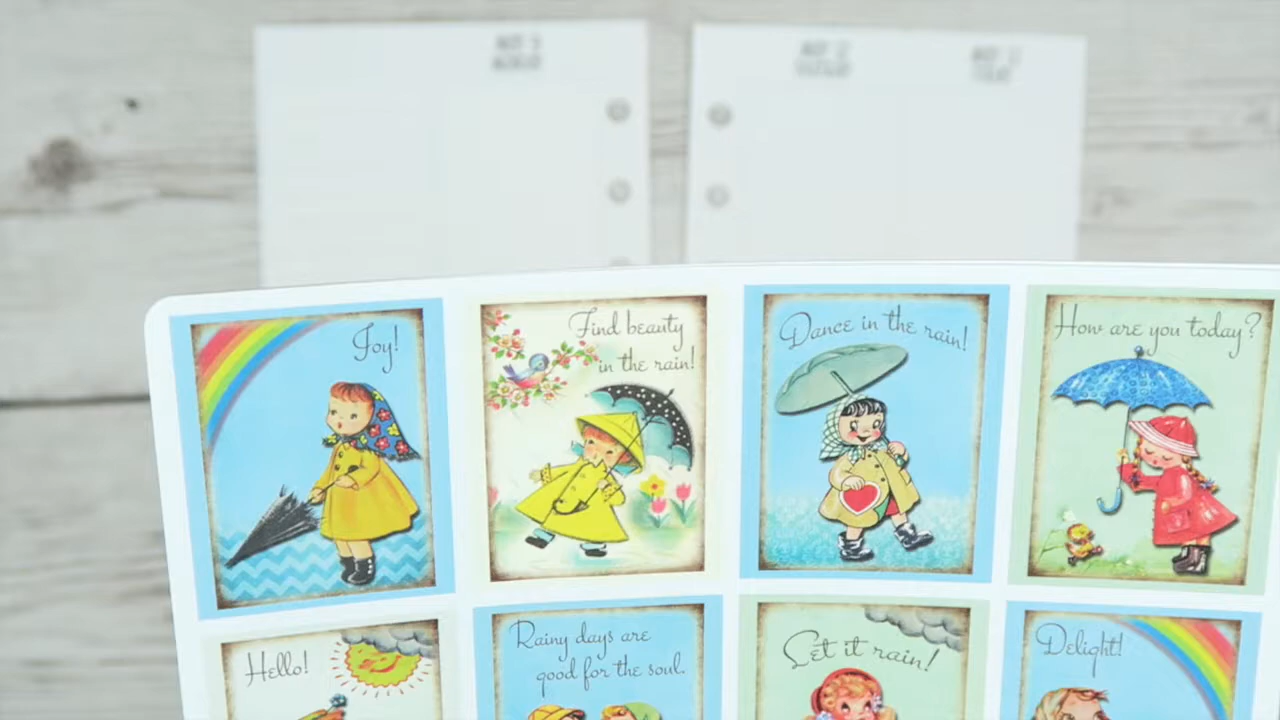 Joy!
Find beauty
in the rain!
Dance in the rain!
How are you today?
Hello!
Rainy days are
good for the soul.
Let it rain!
Delight!